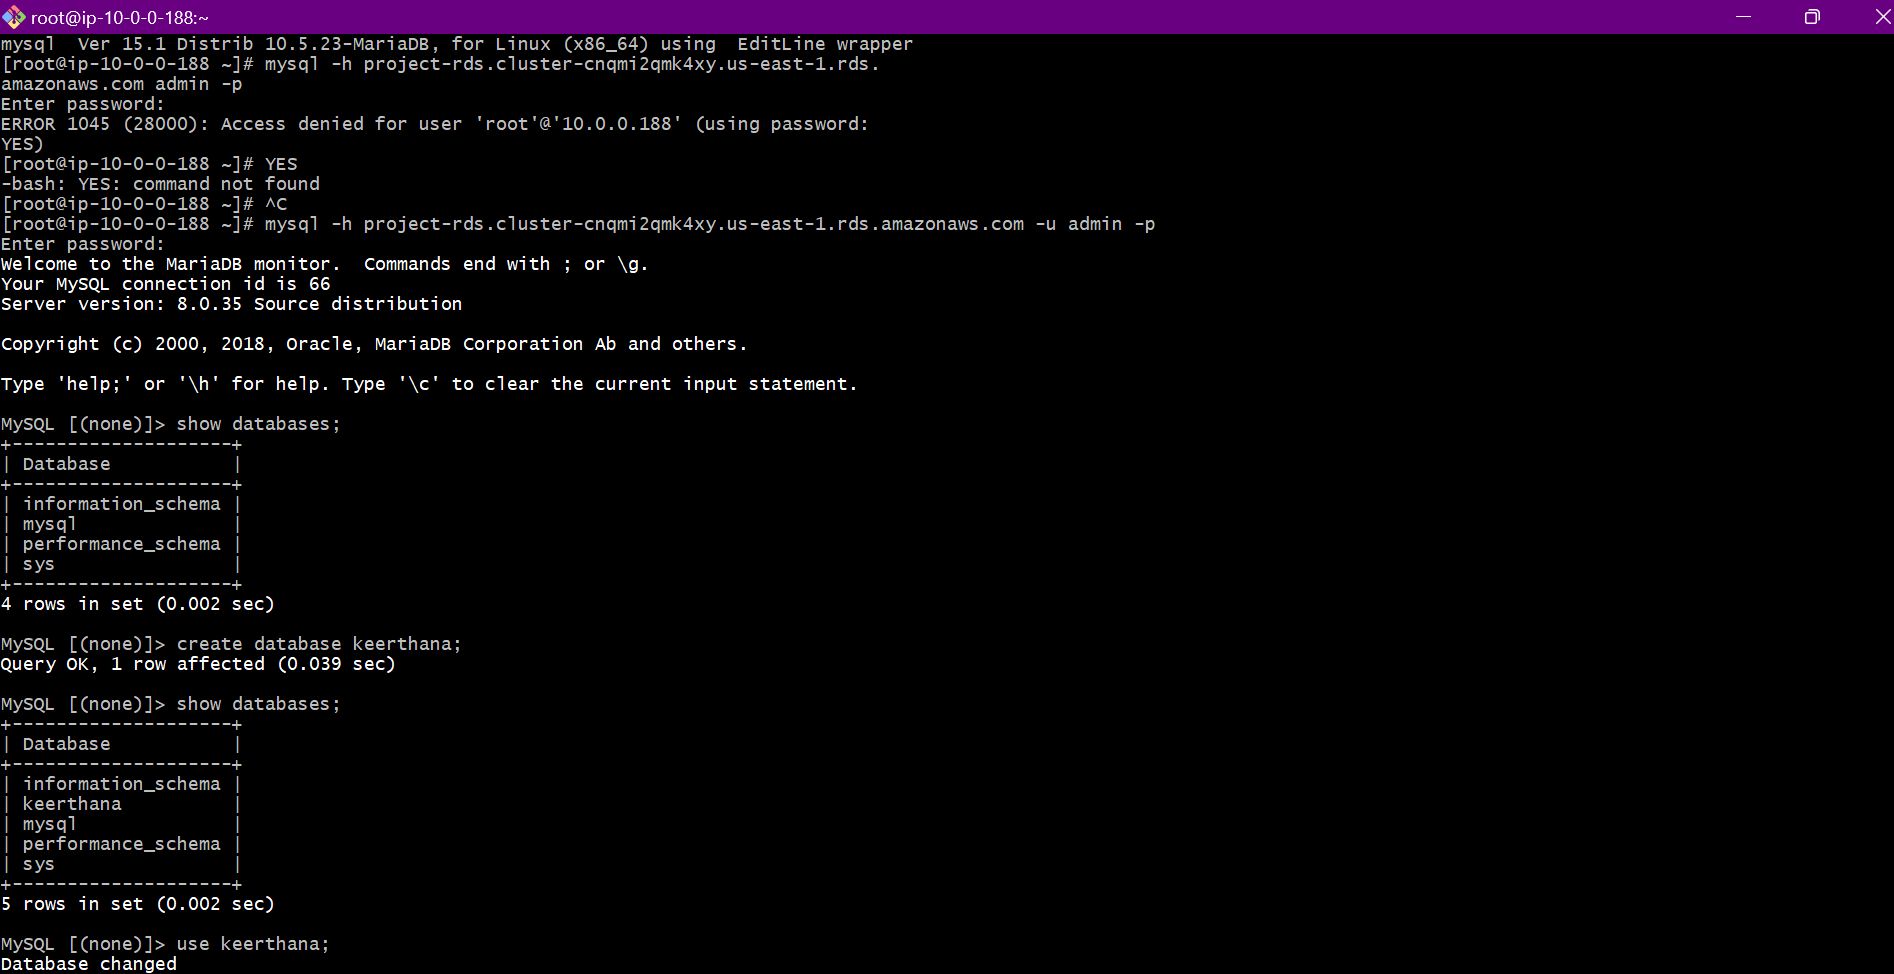 root@ip-10-0-0-188:~
mysql  Ver 15.1 Distrib 10.5.23-MariaDB, for Linux (x86_64) using  EditLine wrapper
[root@ip-10-0-0-188 ~]# mysql -h project-rds.cluster-cnqmi2qmk4xy.us-east-1.rds.
amazonaws.com admin -p
Enter password:
ERROR 1045 (28000): Access denied for user 'root'@'10.0.0.188' (using password:
YES)
[root@ip-10-0-0-188 ~]# YES
-bash: YES: command not found
[root@ip-10-0-0-188 ~]# ^C
[root@ip-10-0-0-188 ~]# mysql -h project-rds.cluster-cnqmi2qmk4xy.us-east-1.rds.amazonaws.com -u admin -p
Enter password:
Welcome to the MariaDB monitor.  Commands end with ; or \g.
Your MySQL connection id is 66
Server version: 8.0.35 Source distribution

Copyright (c) 2000, 2018, Oracle, MariaDB Corporation Ab and others.

Type 'help;' or '\h' for help. Type '\c' to clear the current input statement.

MySQL [(none)]> show databases;
+--------------------+
| Database           |
+--------------------+
| information_schema |
| mysql              |
| performance_schema |
| sys                |
+--------------------+
4 rows in set (0.002 sec)

MySQL [(none)]> create database keerthana;
Query OK, 1 row affected (0.039 sec)

MySQL [(none)]> show databases;
+--------------------+
| Database           |
+--------------------+
| information_schema |
| keerthana          |
| mysql              |
| performance_schema |
| sys                |
+--------------------+
5 rows in set (0.002 sec)

MySQL [(none)]> use keerthana;
Database changed